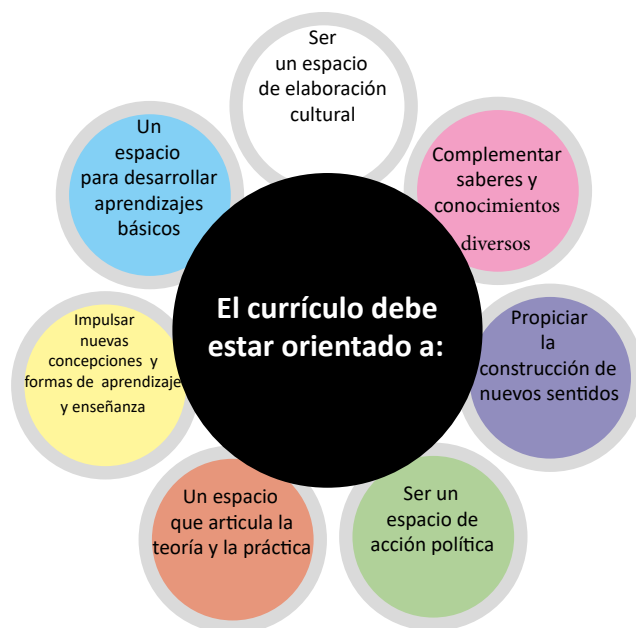 El currículo debe
estar orientado a:
Ser
un espacio
de elaboración
cultural
Complementar
saberes y
conocimientos
diversos
Propiciar
la
construcción de
nuevos sentidos
Ser un
espacio de
acción política
Un espacio
que articula la
teoría y la práctica
Impulsar
nuevas
concepciones y
formas de aprendizaje
y enseñanza
Un
espacio
para desarrollar
aprendizajes
básicos